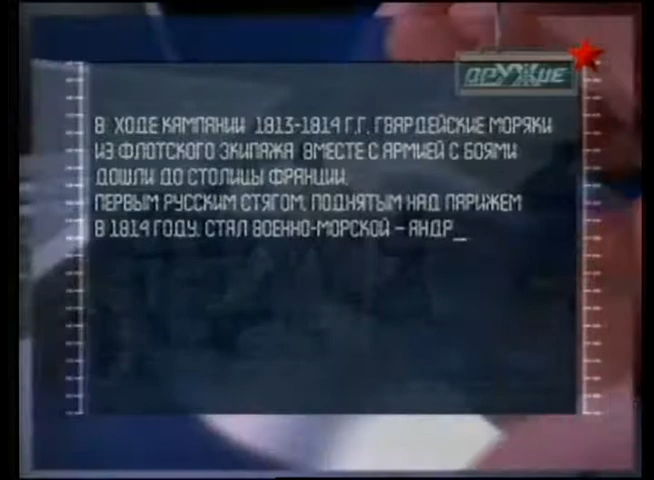 ОРУЖИЕ
В ХОДЕ КАМПАНИИ 1813-1814 Г.Г. ГВАРДЕЙСКИЕ МОРЯКИ
ИЗ ФЛОТСКОГО ЭКИПАЖА ВМЕСТЕ С АРМИЕЙ С БОЯМИ
ДОШЛИ ДО СТОЛИЦЫ ФРАНЦИИ.
ПЕРВЫМ РУССКИМ СТЯГОМ, ПОДНЯТЫМ НАД ПАРИЖЕМ
В 1814 ГОДУ, СТАЛ ВОЕННО-МОРСКОЙ – АНДР_